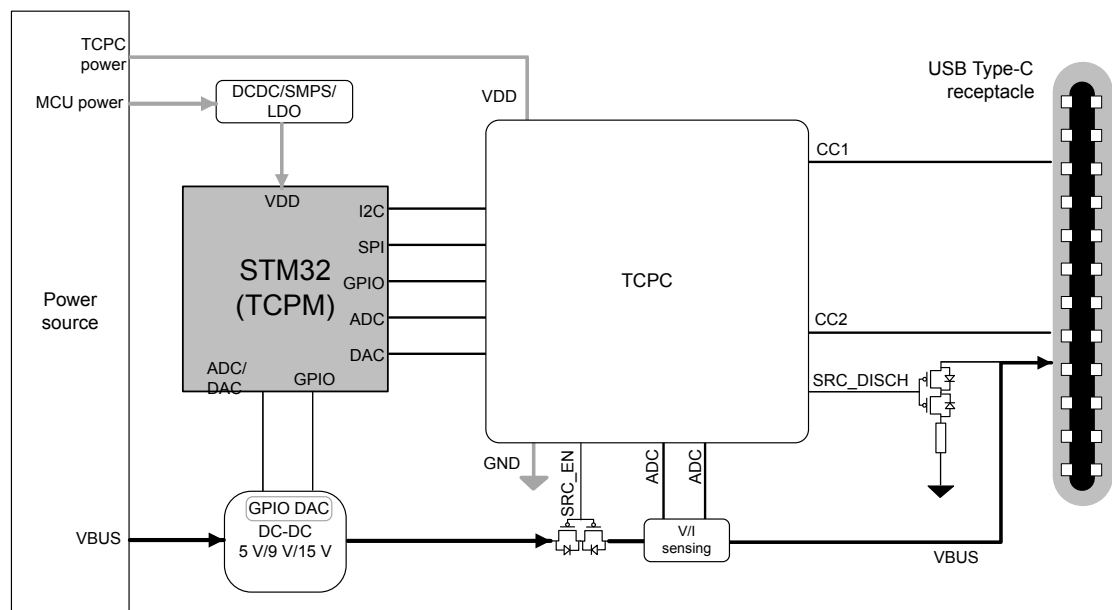 TCPC
power
MCU power
DCDC/SMPS/
LDO
VDD
USB Type-C
receptacle
CC1
VDD
I2C
SPI
STM32
(TCPM)
GPIO
TCPC
Power
source
ADC
DAC
CC2
ADC/
DAC
GPIO
SRC_DISCH
GND
SRC_EN
ADC
ADC
GPIO DAC
DC-DC
5 V/9 V/15 V
VBUS
V/I
sensing
VBUS